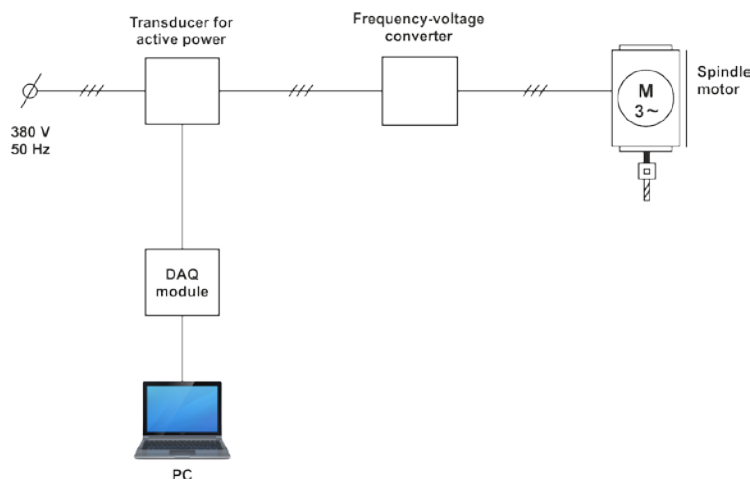 Transducer for
active power
Frequency-voltage
converter
Spindle
motor
M
3~
380 V
50 Hz
DAQ
module
PC